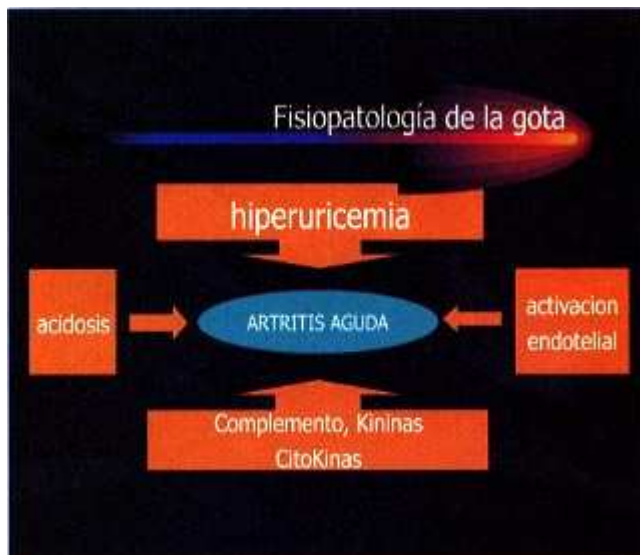 Fisiopatología de la gota
hiperuricemia
acidosis
ARTRITIS AGUDA
activacion
endotelial
Complemento, Kininas
CitoKinas